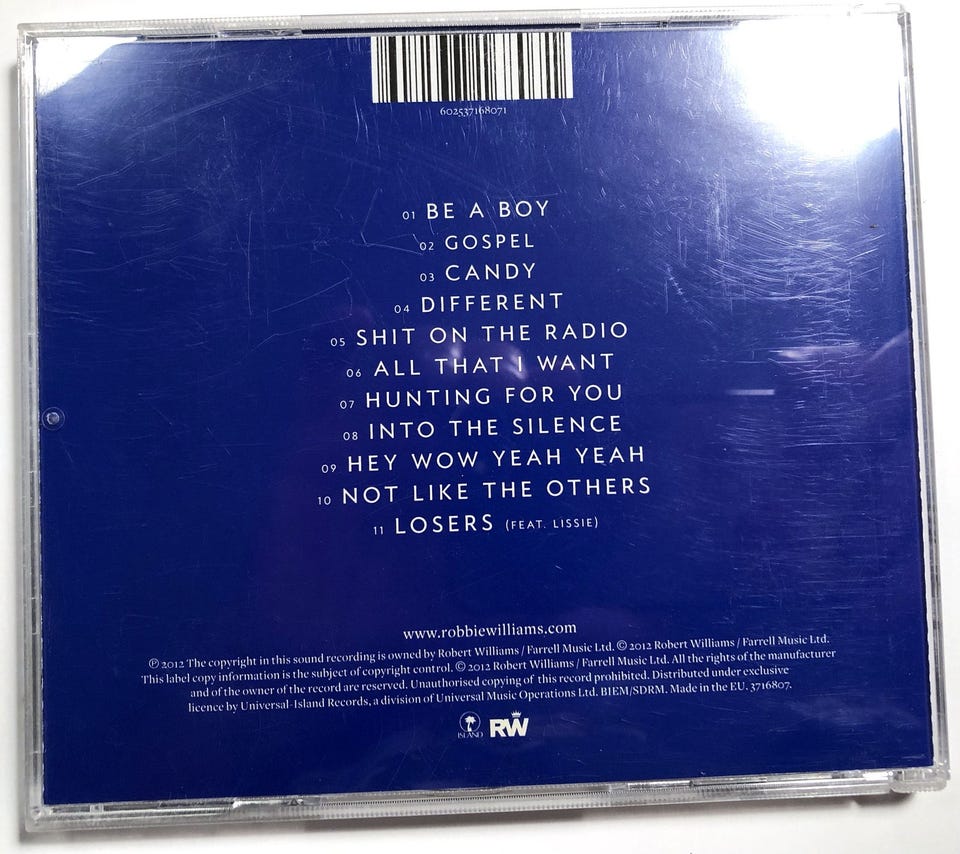 602537168071
01 BE A BOY
02 GOSPEL
03 CANDY
04 DIFFERENT
05 SHIT ON THE RADIO
06 ALL THAT I WANT
07 HUNTING FOR YOU
08 INTO THE SILENCE
09 HEY WOW YEAH YEAH
10 NOT LIKE THE OTHERS
11 LOSERS (FEAT. LISSIE)
www.robbiewilliams.com
℗ 2012 The copyright in this sound recording is owned by Robert Williams / Farrell Music Ltd. © 2012 Robert Williams / Farrell Music Ltd.
This label copy information is the subject of copyright control. © 2012 Robert Williams / Farrell Music Ltd. All the rights of the manufacturer
and of the owner of the record are reserved. Unauthorised copying of this record prohibited. Distributed under exclusive
licence by Universal-Island Records, a division of Universal Music Operations Ltd. BIEM/SDRM. Made in the EU. 3716807.
ISLAND RW